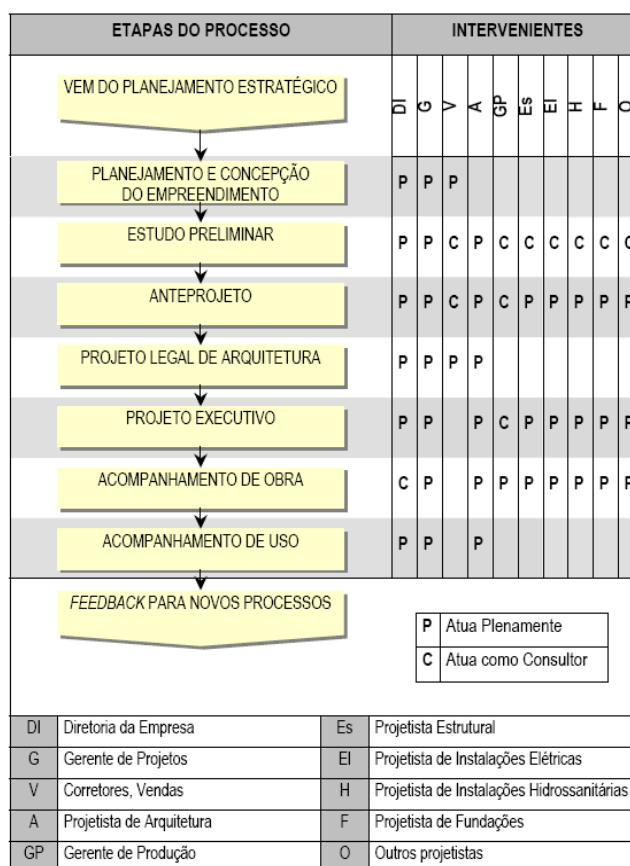 ETAPAS DO PROCESSO INTERVENIENTES
VEM DO PLANEJAMENTO ESTRATÉGICO
DI G V A GP Es El H F O
PLANEJAMENTO E CONCEPÇÃO
DO EMPREENDIMENTO
P P P
ESTUDO PRELIMINAR
P P C P C C C C C C
ANTEPROJETO
P P C P C P P P P P
PROJETO LEGAL DE ARQUITETURA
P P P P
PROJETO EXECUTIVO
P P P C P P P P P
ACOMPANHAMENTO DE OBRA
C P P P P P P P P
ACOMPANHAMENTO DE USO
P P P
FEEDBACK PARA NOVOS PROCESSOS
P Atua Plenamente
C Atua como Consultor
DI Diretoria da Empresa Es Projetista Estrutural
G Gerente de Projetos El Projetista de Instalações Elétricas
V Corretores, Vendas H Projetista de Instalações Hidrossanitárias
A Projetista de Arquitetura F Projetista de Fundações
GP Gerente de Produção O Outros projetistas